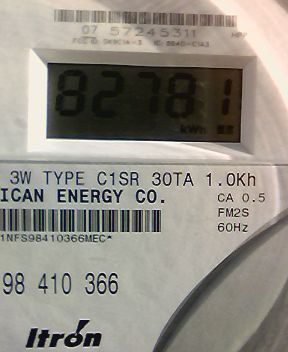 07 57245311
82781
kWh
3W TYPE C1SR 30TA 1.0Kh
ICAN ENERGY CO.
CA 0.5
FM2S
60Hz
1NFS98410366MEC*
98 410 366
Itron